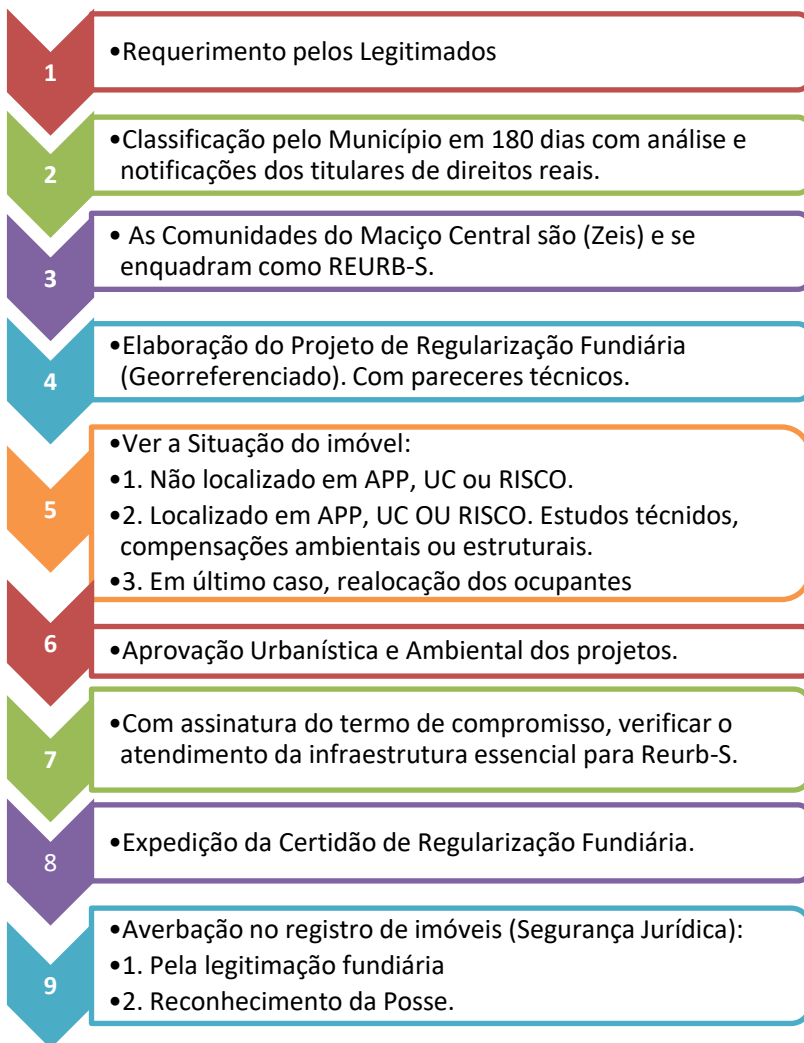 1
•Requerimento pelos Legitimados
2
•Classificação pelo Município em 180 dias com análise e
notificações dos titulares de direitos reais.
3
• As Comunidades do Maciço Central são (Zeis) e se
enquadram como REURB-S.
4
•Elaboração do Projeto de Regularização Fundiária
(Georreferenciado). Com pareceres técnicos.
5
•Ver a Situação do imóvel:
•1. Não localizado em APP, UC ou RISCO.
•2. Localizado em APP, UC OU RISCO. Estudos técnidos,
compensações ambientais ou estruturais.
•3. Em último caso, realocação dos ocupantes
6
•Aprovação Urbanística e Ambiental dos projetos.
7
•Com assinatura do termo de compromisso, verificar o
atendimento da infraestrutura essencial para Reurb-S.
8
•Expedição da Certidão de Regularização Fundiária.
9
•Averbação no registro de imóveis (Segurança Jurídica):
•1. Pela legitimação fundiária
•2. Reconhecimento da Posse.